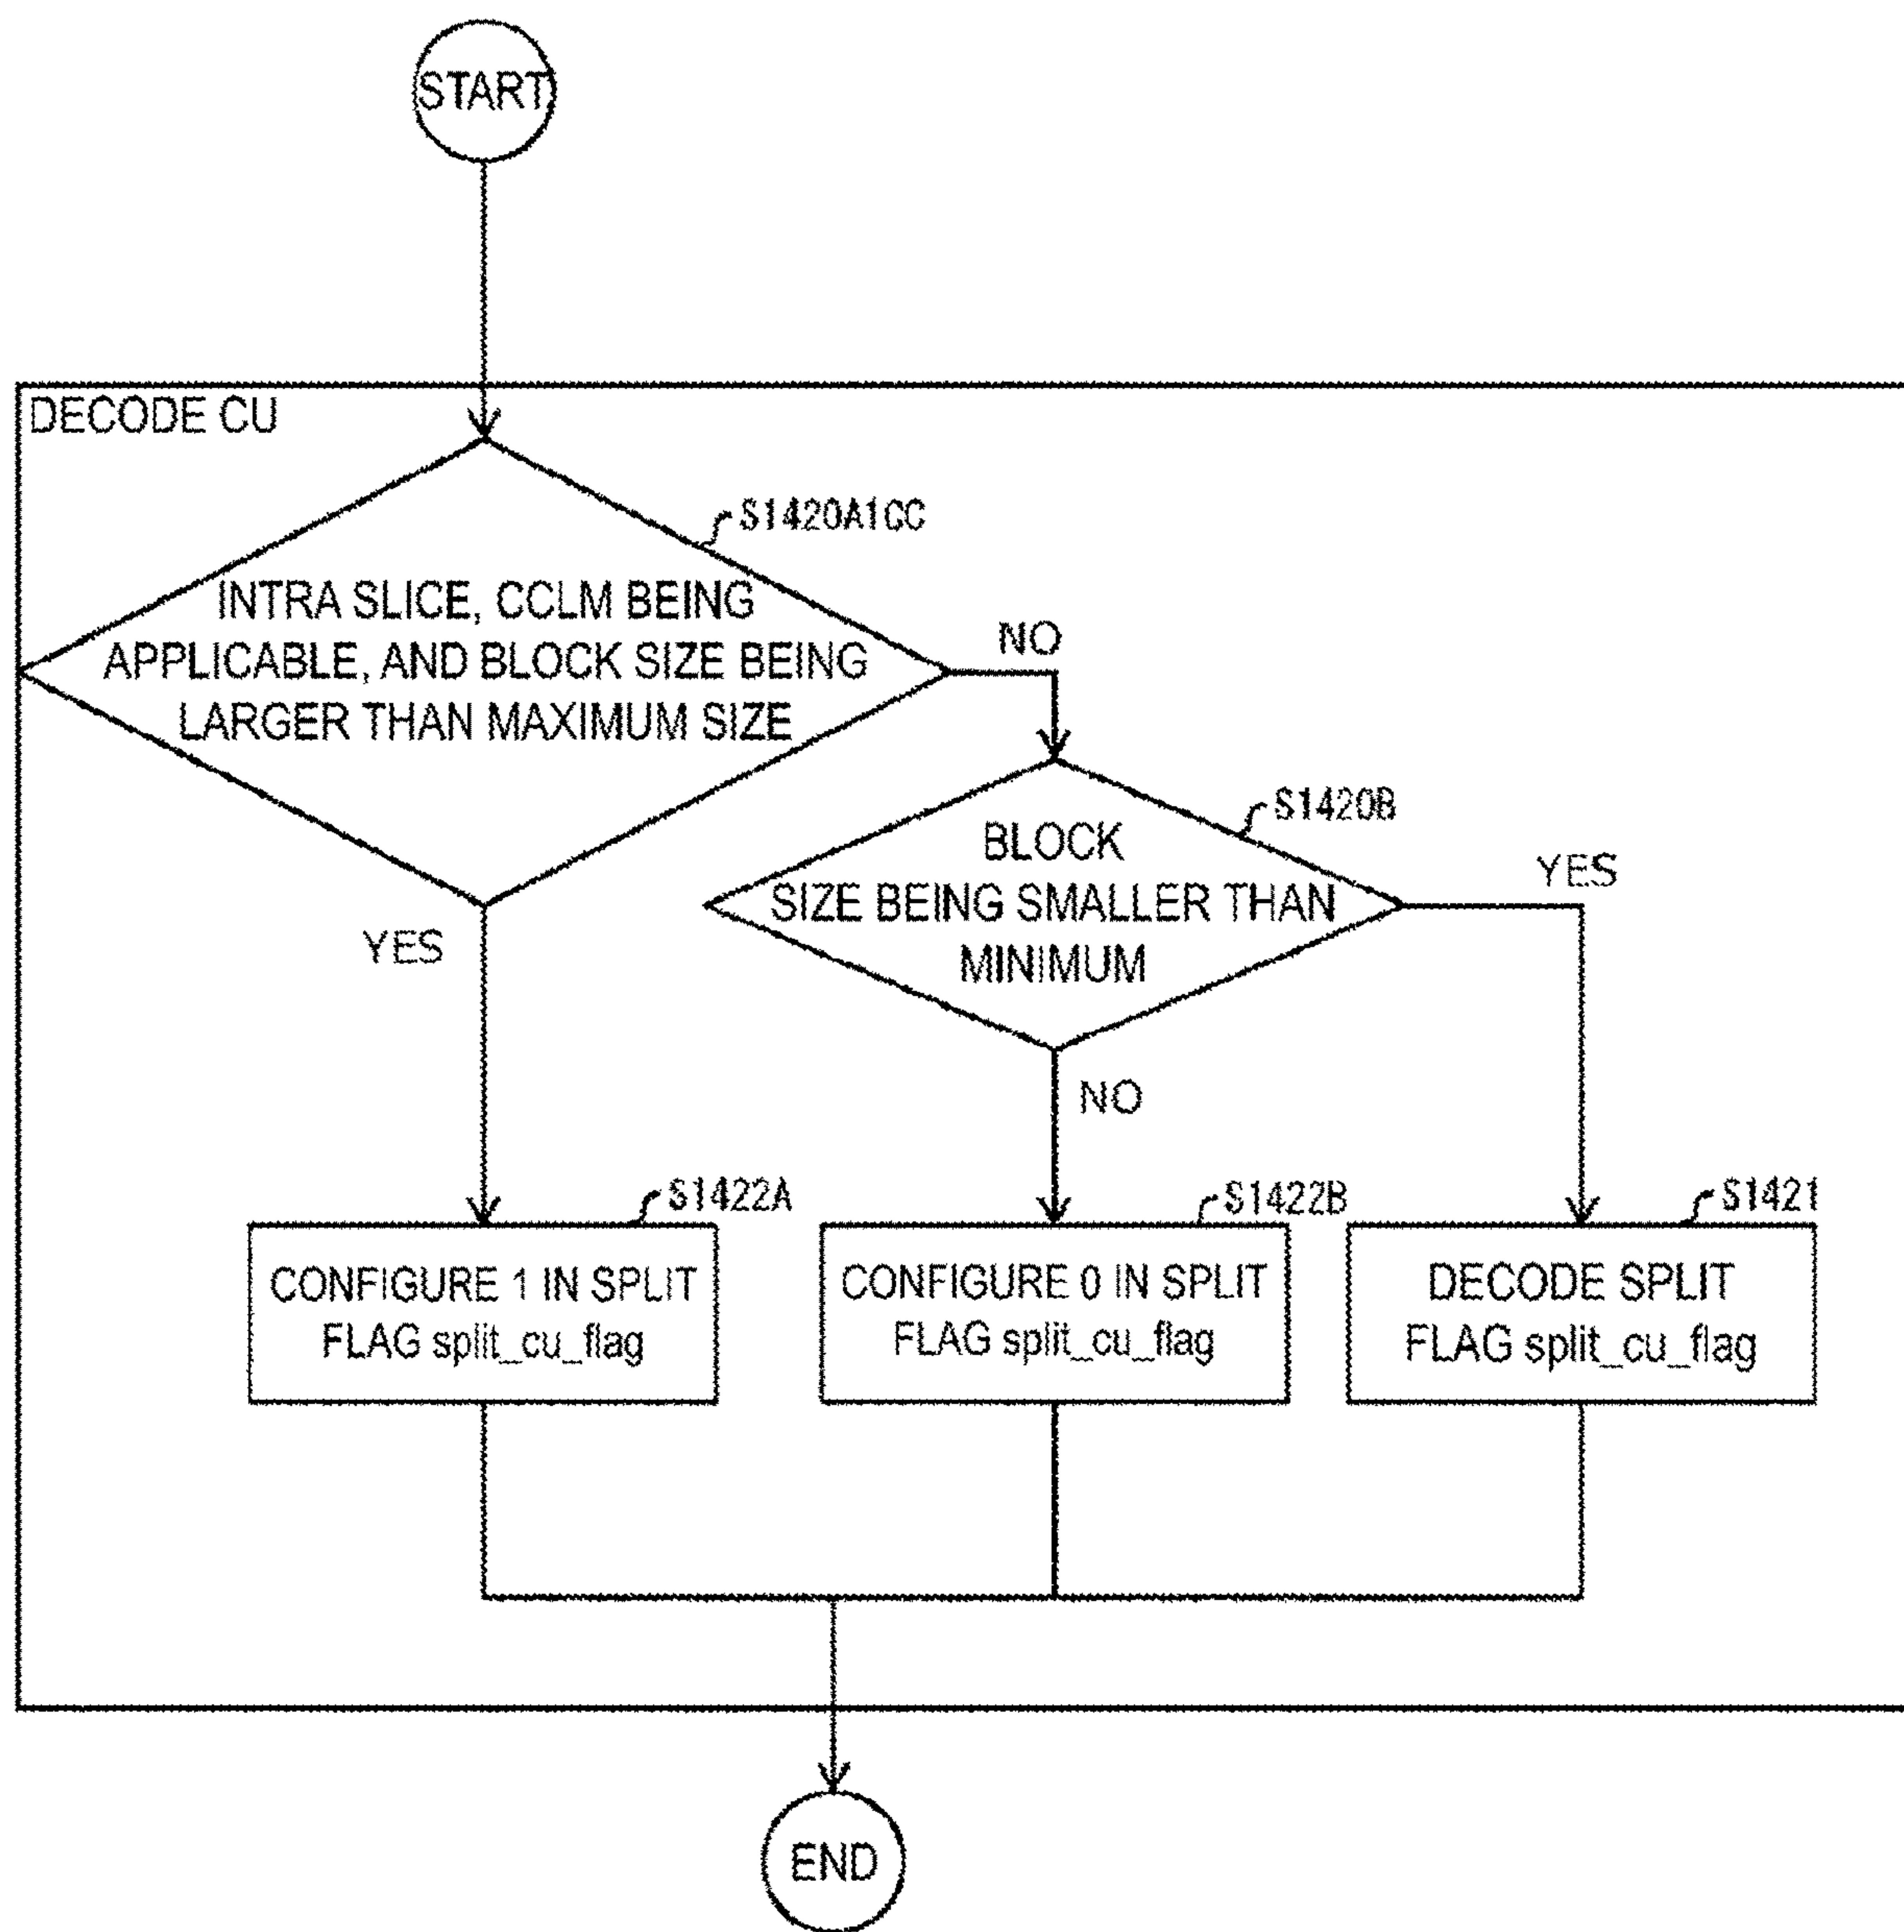 START
DECODE CU
S1420A1CC
INTRA SLICE, CCLM BEING
APPLICABLE, AND BLOCK SIZE BEING
LARGER THAN MAXIMUM SIZE
NO
YES
S1420B
BLOCK
SIZE BEING SMALLER THAN
MINIMUM
YES
NO
S1422A
CONFIGURE 1 IN SPLIT
FLAG split_cu_flag
S1422B
CONFIGURE 0 IN SPLIT
FLAG split_cu_flag
S1421
DECODE SPLIT
FLAG split_cu_flag
END